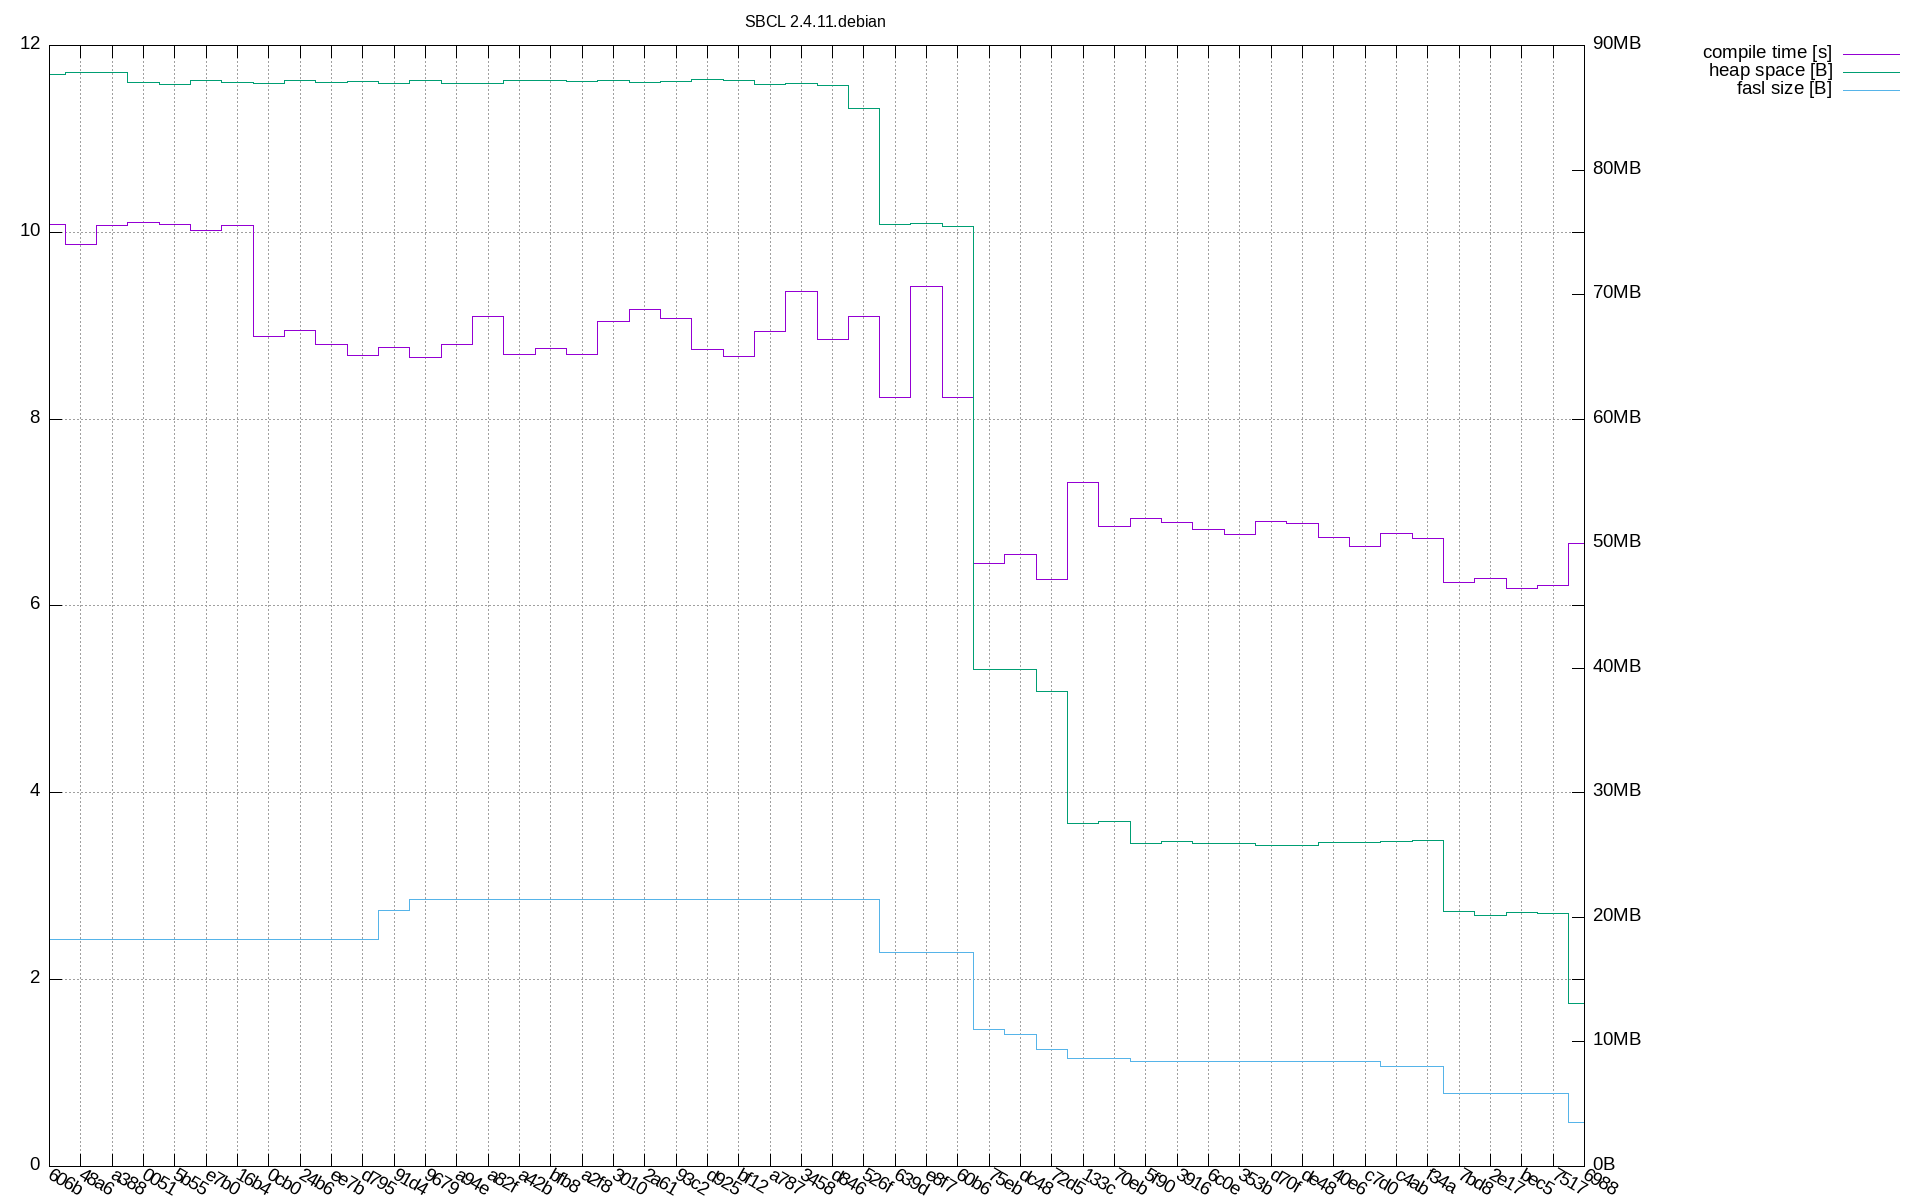 SBCL 2.4.11.debian
compile time [s]
heap space [B]
fasl size [B]
12
10
8
6
4
2
0
90MB
80MB
70MB
60MB
50MB
40MB
30MB
20MB
10MB
0B
606b 48a6 a388 0051 5b55 e7b0 16b4 0cb0 24b6 ee7b d795 91d4 9679 a94e a82f a42b bfb8 a2f8 3010 2a61 93c2 d925 bf12 a787 3458 d846 526f 639d e8f7 60b6 75eb dc48 72d5 133c 70eb 5f90 3916 6c0e 353b d70f de48 40e6 c7d0 c4ab f34a 7bd8 2e17 bec5 7517 6988